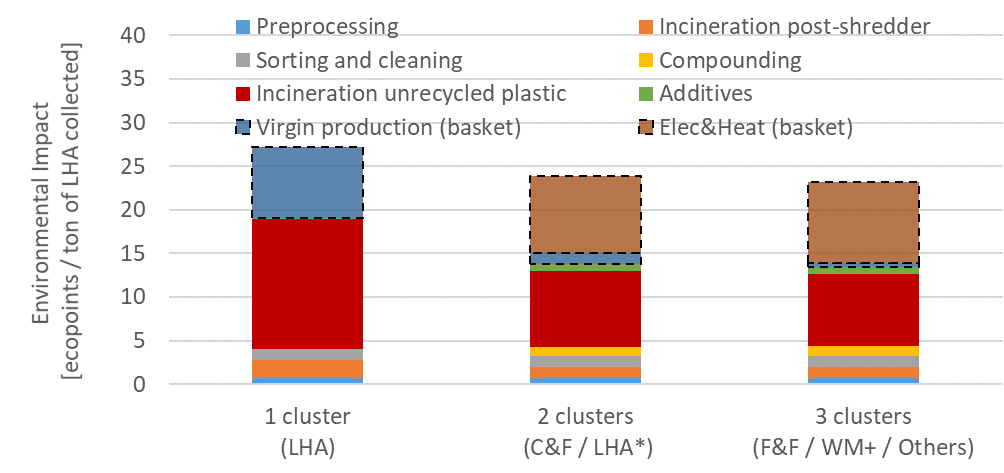 Environmental Impact
[ecopoints / ton of LHA collected]
40
35
30
25
20
15
10
5
0
Preprocessing
Incineration post-shredder
Sorting and cleaning
Compounding
Incineration unrecycled plastic
Additives
Virgin production (basket)
Elec&Heat (basket)
1 cluster
(LHA)
2 clusters
(C&F / LHA*)
3 clusters
(F&F / WM+ / Others)